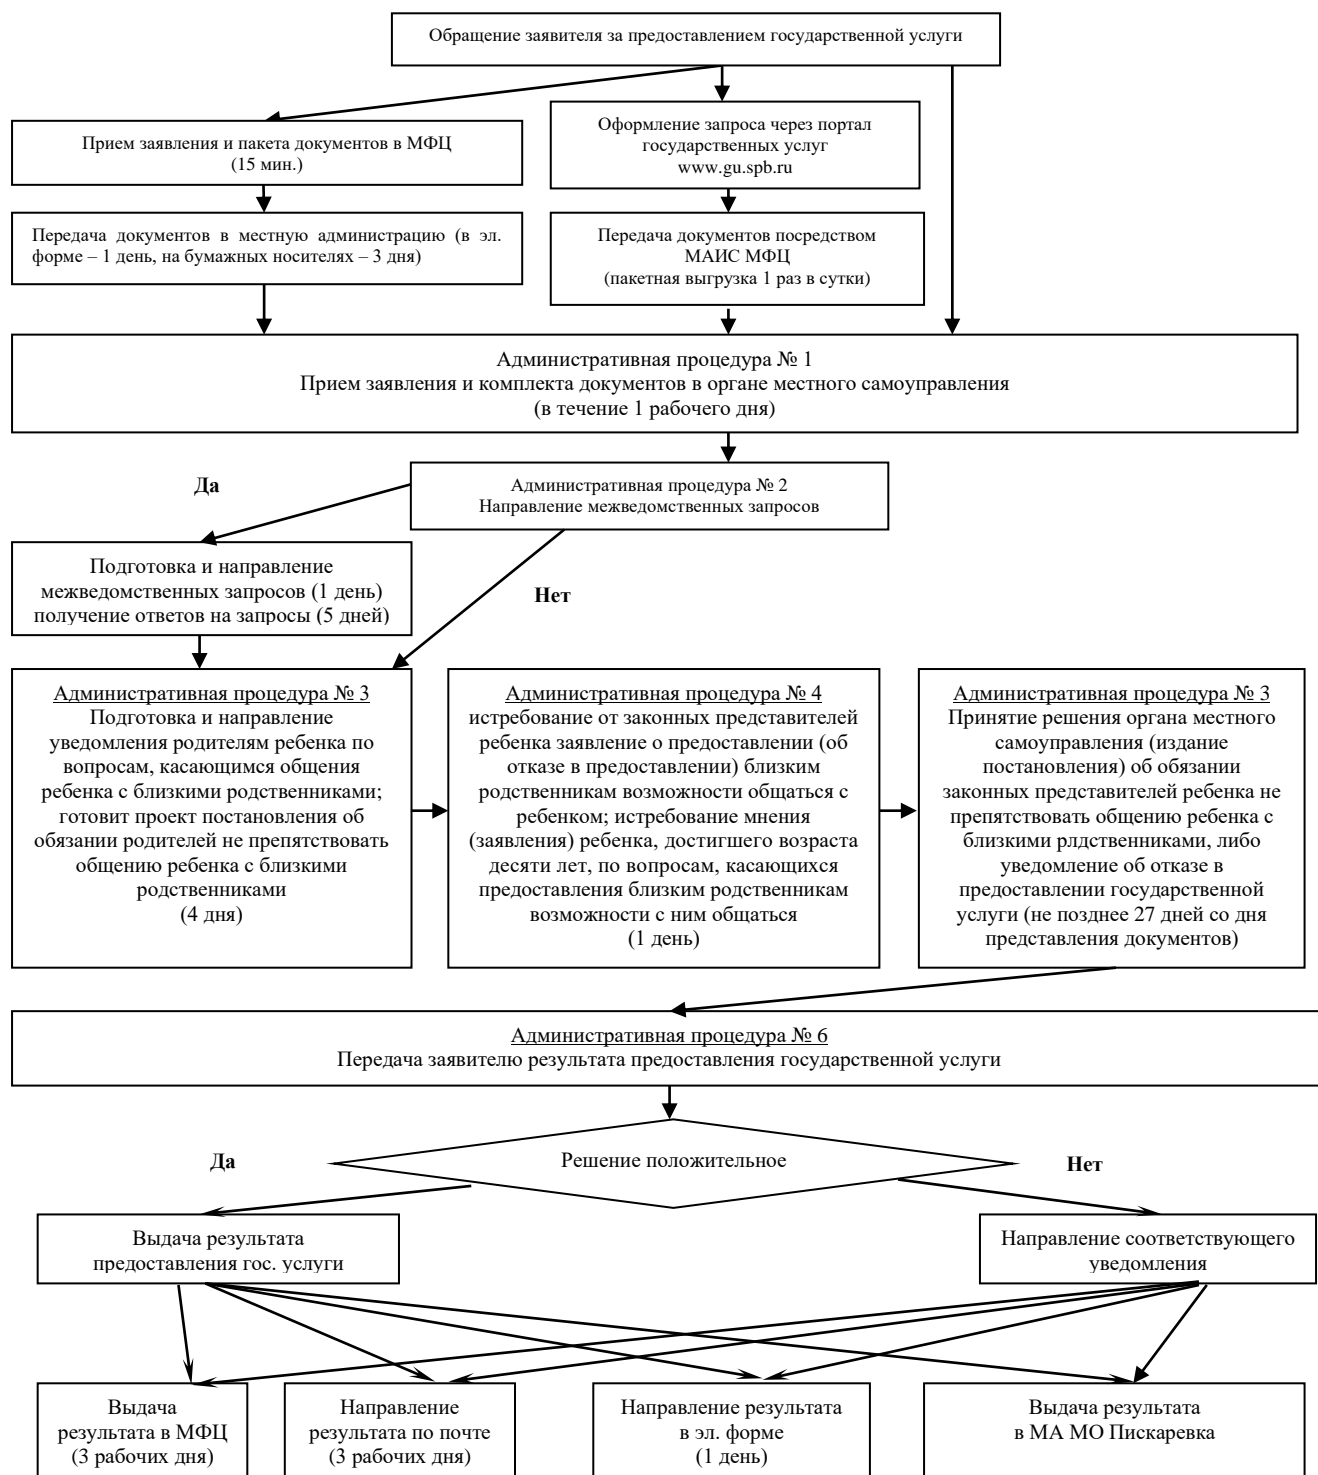 Обращение заявителя за предоставлением государственной услуги
Прием заявления и пакета документов в МФЦ
(15 мин.)
Оформление запроса через портал
государственных услуг
www.gu.spb.ru
Передача документов в местную администрацию (в эл.
форме – 1 день, на бумажных носителях – 3 дня)
Передача документов посредством
МАИС МФЦ
(пакетная выгрузка 1 раз в сутки)
Административная процедура № 1
Прием заявления и комплекта документов в органе местного самоуправления
(в течение 1 рабочего дня)
Да
Административная процедура № 2
Направление межведомственных запросов
Подготовка и направление
межведомственных запросов (1 день)
получение ответов на запросы (5 дней)
Нет
Административная процедура № 3
Подготовка и направление
уведомления родителям ребенка по
вопросам, касающимся общения
ребенка с близкими родственниками;
готовит проект постановления об
обязании родителей не препятствовать
общению ребенка с близкими
родственниками
(4 дня)
Административная процедура № 4
истребование от законных представителей
ребенка заявление о предоставлении (об
отказе в предоставлении) близким
родственникам возможности общаться с
ребенком; истребование мнения
(заявления) ребенка, достигшего возраста
десяти лет, по вопросам, касающихся
предоставления близким родственникам
возможности с ним общаться
(1 день)
Административная процедура № 3
Принятие решения органа местного
самоуправления (издание
постановления) об обязании
законных представителей ребенка не
препятствовать общению ребенка с
близкими рлдственниками, либо
уведомление об отказе в
предоставлении государственной
услуги (не позднее 27 дней со дня
представления документов)
Административная процедура № 6
Передача заявителю результата предоставления государственной услуги
Да
Решение положительное
Нет
Выдача результата
предоставления гос. услуги
Направление соответствующего
уведомления
Выдача
результата в МФЦ
(3 рабочих дня)
Направление
результата по почте
(3 рабочих дня)
Направление результата
в эл. форме
(1 день)
Выдача результата
в МА МО Пискаревка